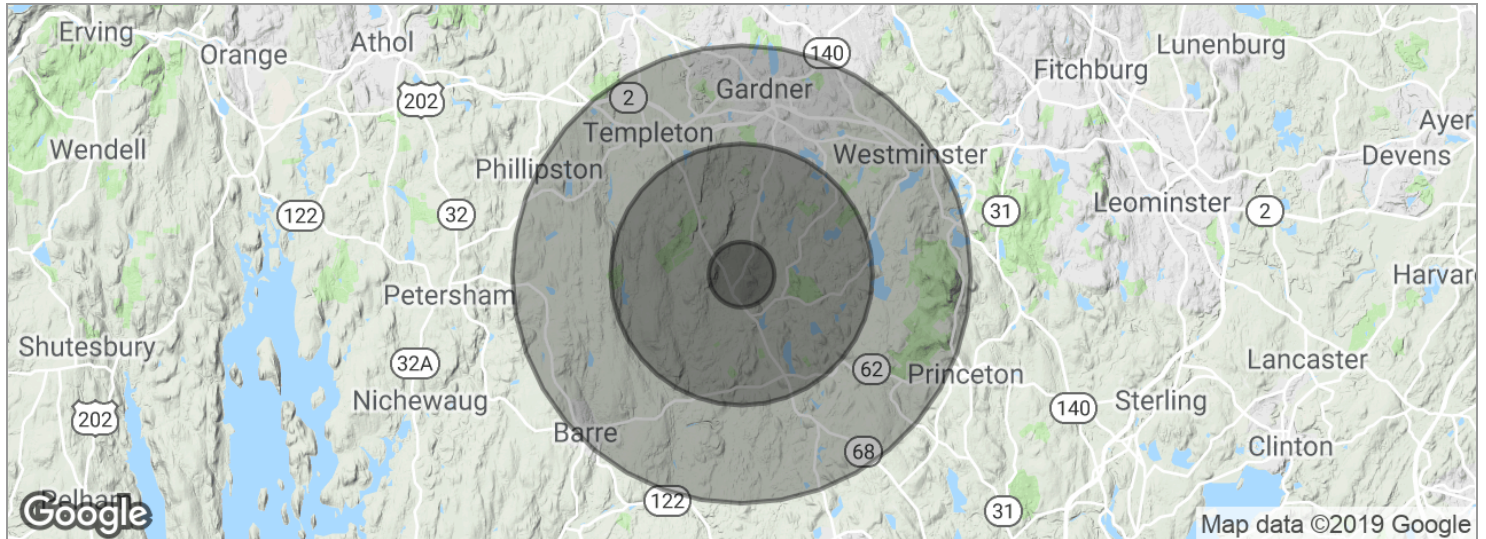 Erving
Orange
Athol
140
Lunenburg
Fitchburg
202
2
Gardner
Templeton
Ayer
Wendell
Phillipston
Westminster
Devens
122
32
31
Leominster
2
Petersham
Harvar
Shutesbury
32A
62
Princeton
Lancaster
Nichewaug
140
Sterling
202
Barre
68
Clinton
122
31
Pelham
Google
Map data ©2019 Google